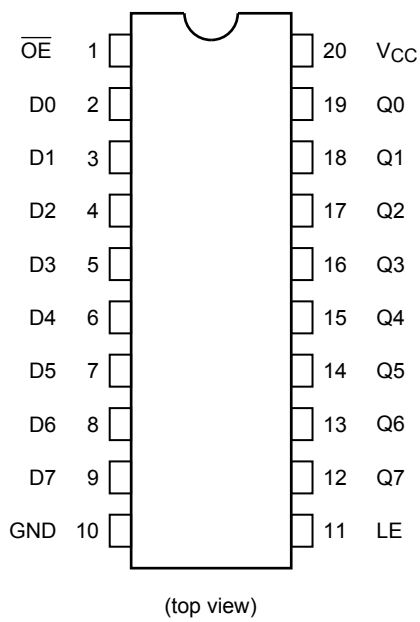 O̅E̅ 1 20 VCC
D0 2 19 Q0
D1 3 18 Q1
D2 4 17 Q2
D3 5 16 Q3
D4 6 15 Q4
D5 7 14 Q5
D6 8 13 Q6
D7 9 12 Q7
GND 10 11 LE
(top view)